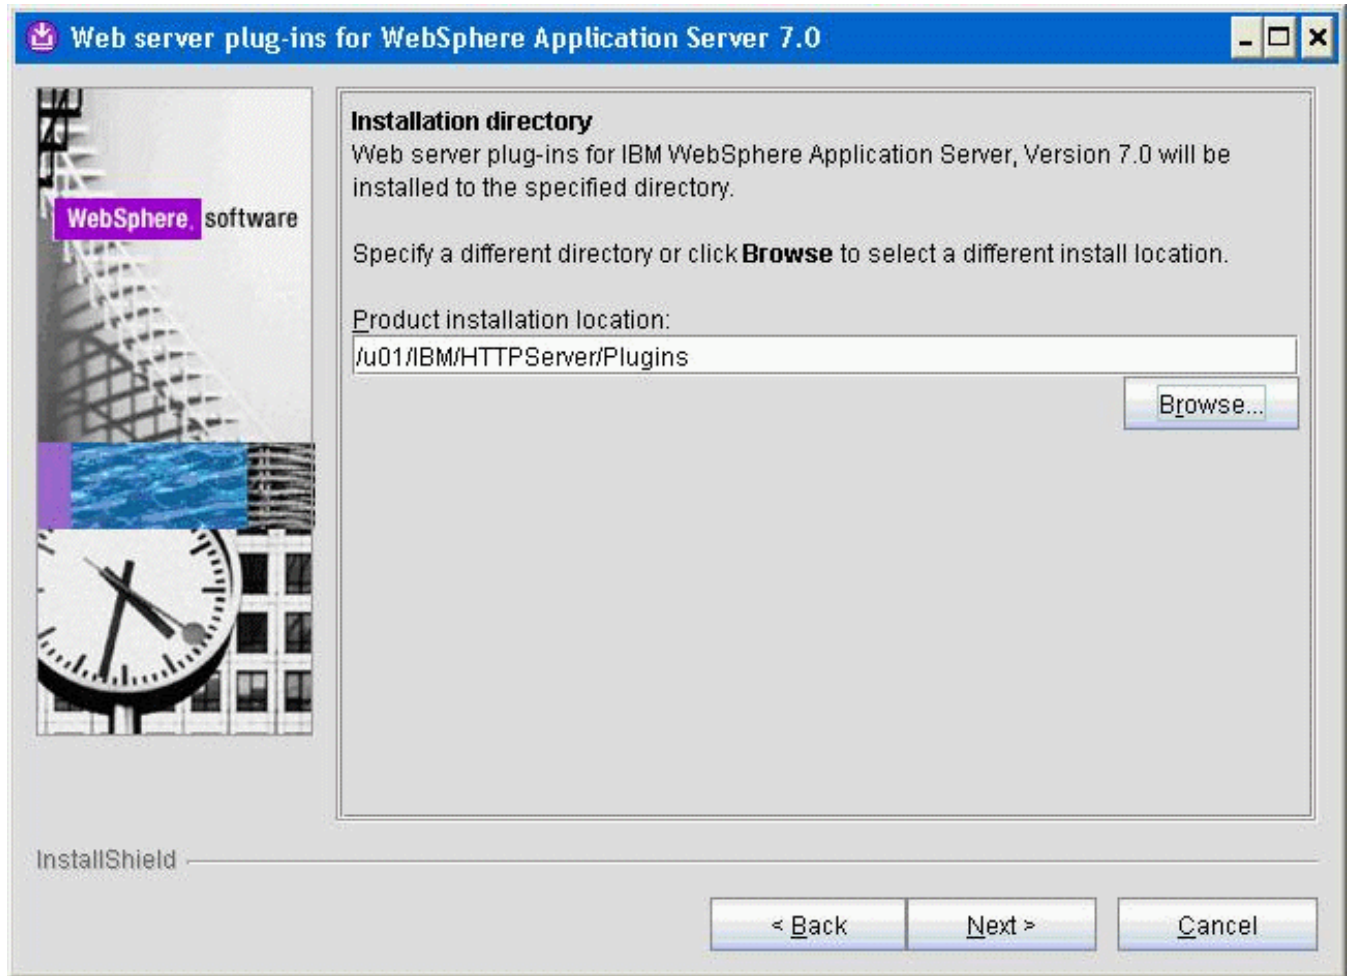 Web server plug-ins for WebSphere Application Server 7.0
WebSphere. software
Installation directory
Web server plug-ins for IBM WebSphere Application Server, Version 7.0 will be
installed to the specified directory.
Specify a different directory or click Browse to select a different install location.
Product installation location:
/u01/IBM/HTTPServer/Plugins
Browse...
InstallShield
< Back
Next >
Cancel